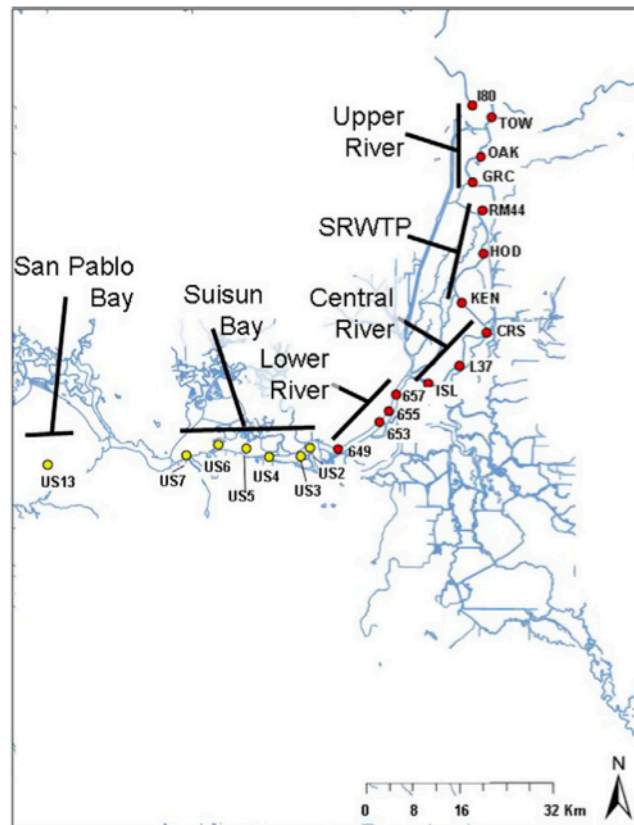 I80
TOW
Upper
River
OAK
GRC
RM44
SRWTP
HOD
San Pablo
Bay
Suisun
Bay
Central
River
KEN
CRS
Lower
River
L37
ISL
657
655
653
649
US13
US7
US6
US5
US4
US3
US2
N
0 8 16 32 Km